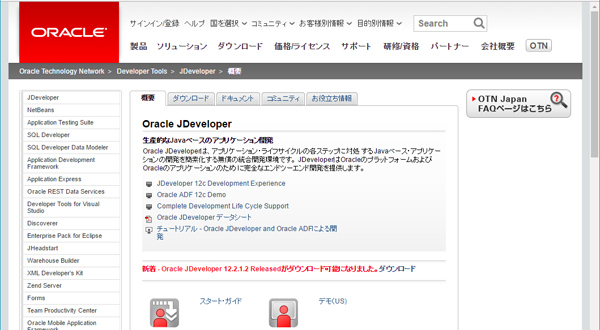 ORACLE
サインイン/登録 ヘルプ 国を選択 コミュニティ お客様別情報 目的別情報 Search
製品 ソリューション ダウンロード 価格/ライセンス サポート 研修/資格 パートナー 会社概要 OTN
Oracle Technology Network > Developer Tools > JDeveloper > 概要
JDeveloper
NetBeans
Application Testing Suite
SQL Developer
SQL Developer Data Modeler
Application Development
Framework
Application Express
Oracle REST Data Services
Developer Tools for Visual
Studio
Discoverer
Enterprise Pack for Eclipse
JHeadstart
Warehouse Builder
XML Developer's Kit
Zend Server
Forms
Team Productivity Center
Oracle Mobile Application
概要 ダウンロード ドキュメント コミュニティ お役立ち情報
Oracle JDeveloper
生産的なJavaベースのアプリケーション開発
Oracle JDeveloperは、アプリケーション・ライフサイクルの各ステップに対処するJavaベース・アプリケー
ションの開発を簡素化する無償の統合開発環境です。JDeveloperはOracleのプラットフォームおよび
Oracleのアプリケーションのために完全なエンドツーエンド開発を提供します。
JDeveloper 12c Development Experience
Oracle ADF 12c Demo
Complete Development Life Cycle Support
Oracle JDeveloper データシート
チュートリアル - Oracle JDeveloper and Oracle ADFによる開
発
新着 - Oracle JDeveloper 12.2.1.2 Releasedがダウンロード可能になりました。ダウンロード
スタート・ガイド デモ(US)
OTN Japan
FAQページはこちら